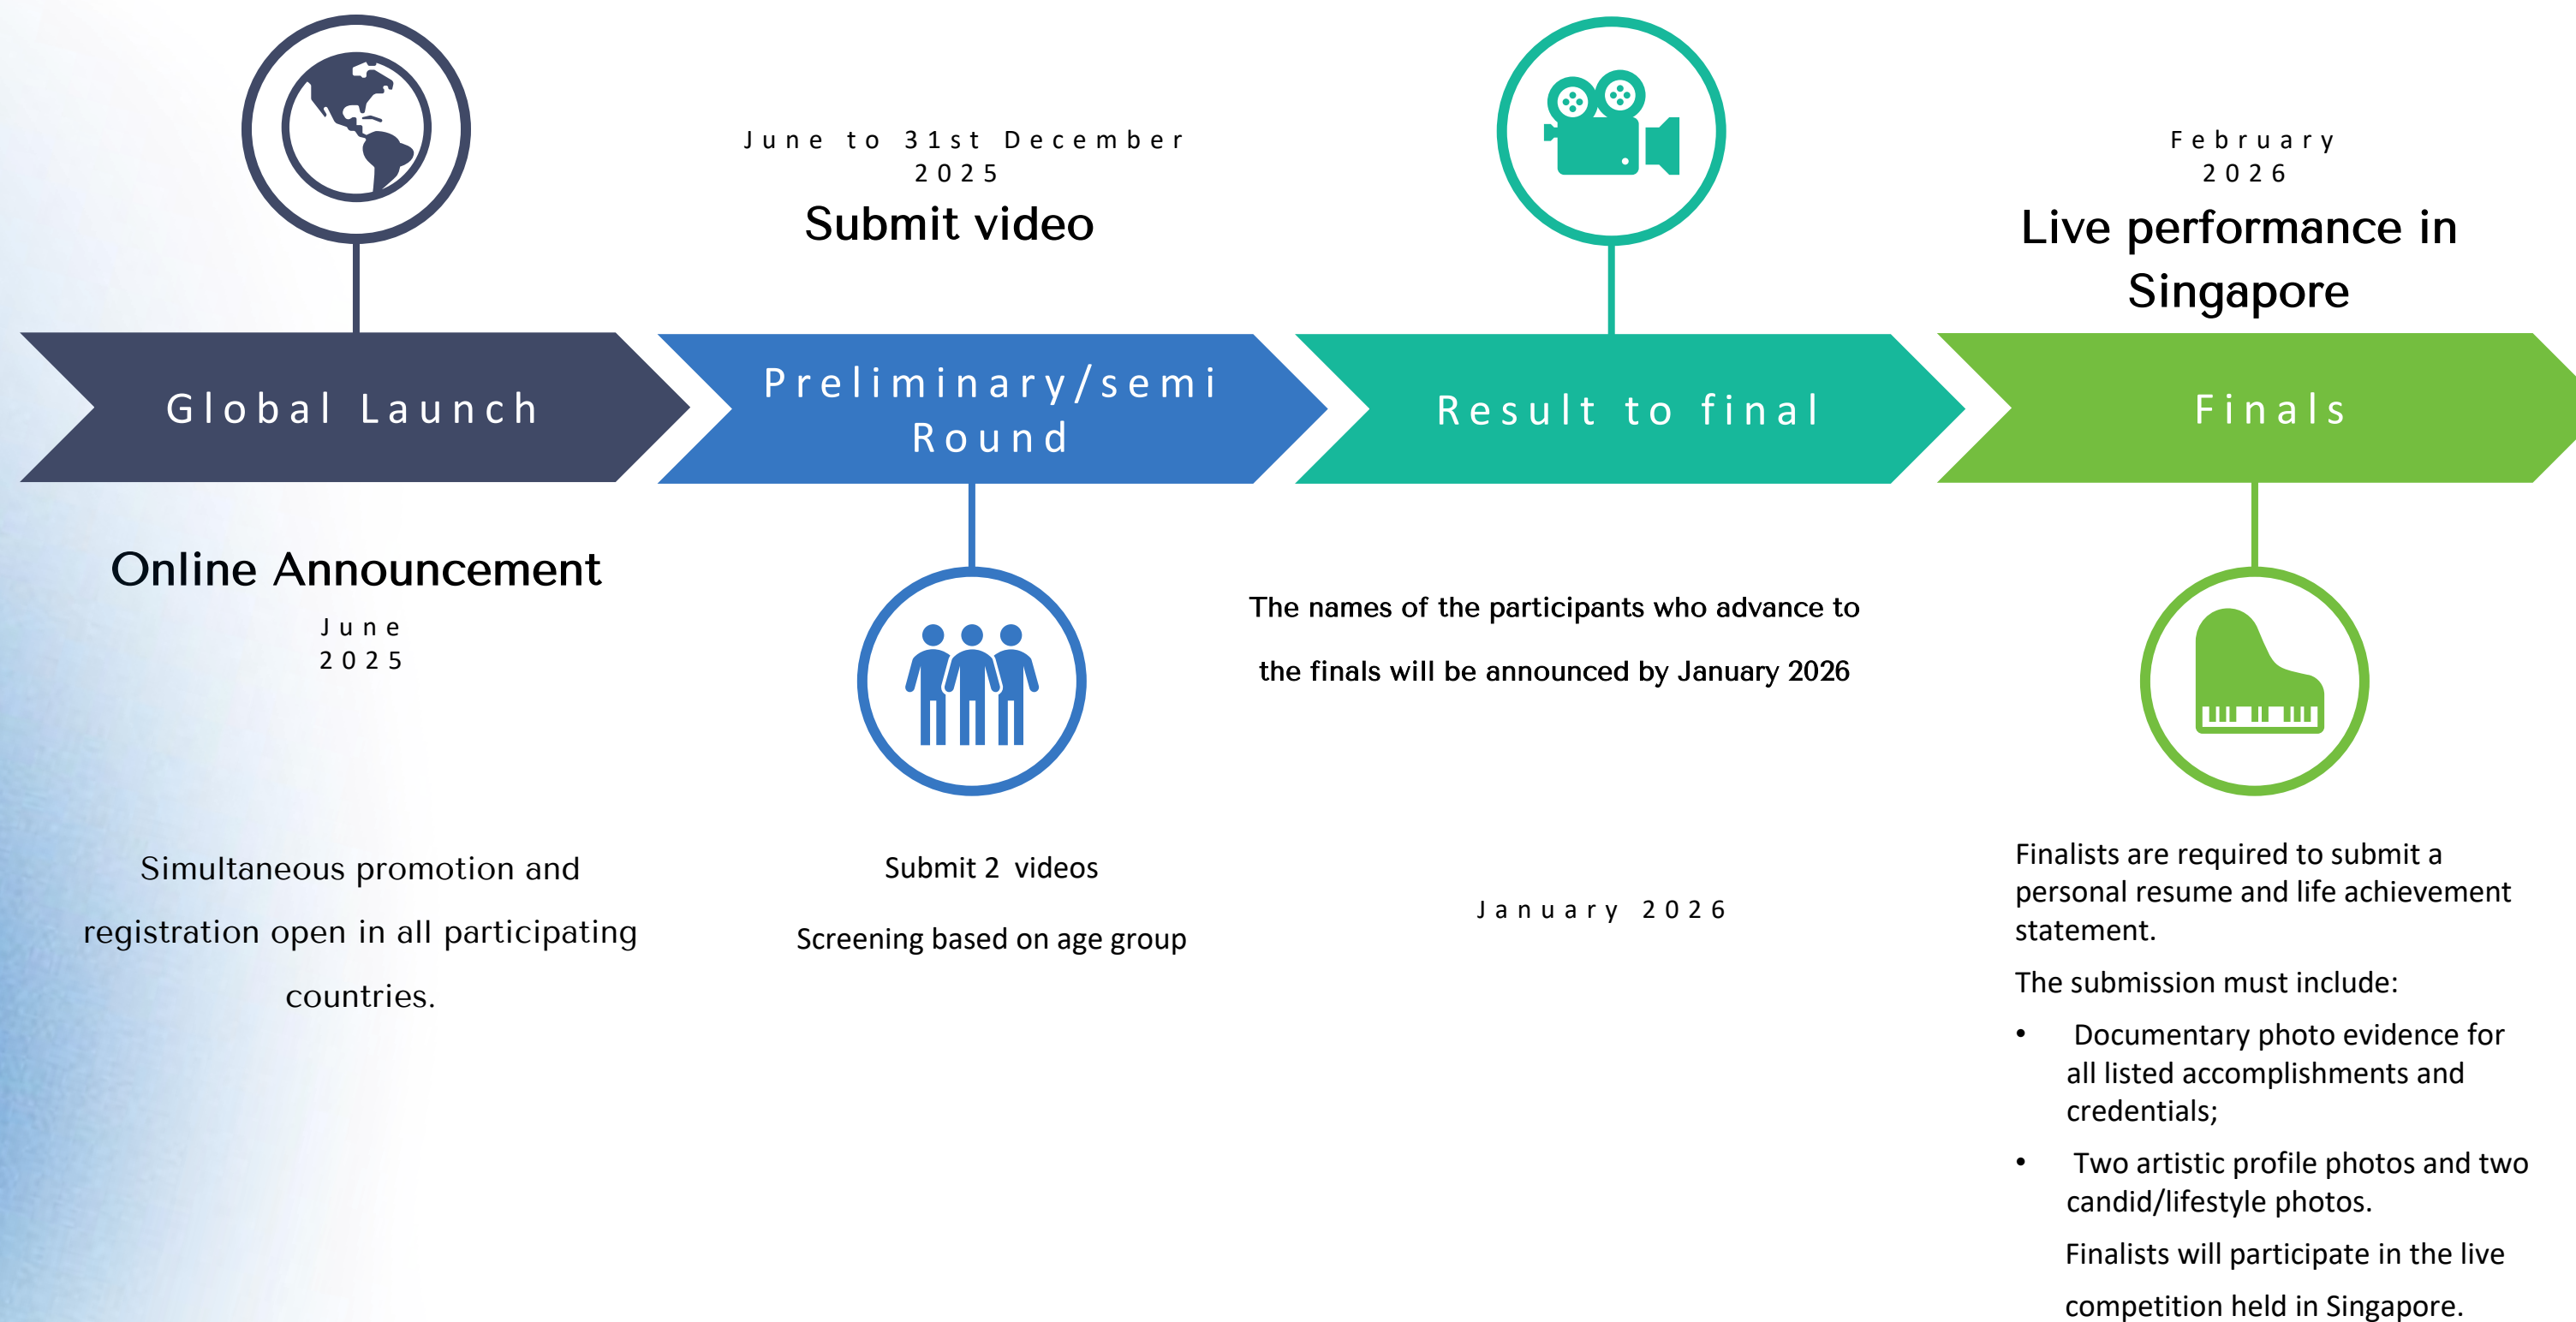 Global Launch
Online Announcement
June
2025
Simultaneous promotion and
registration open in all participating
countries.
June to 31st December
2025
Submit video
Preliminary/semi
Round
Submit 2 videos
Screening based on age group
Result to final
The names of the participants who advance to
the finals will be announced by January 2026
January 2026
February
2026
Live performance in
Singapore
Finals
Finalists are required to submit a
personal resume and life achievement
statement.
The submission must include:
• Documentary photo evidence for
all listed accomplishments and
credentials;
• Two artistic profile photos and two
candid/lifestyle photos.
Finalists will participate in the live
competition held in Singapore.